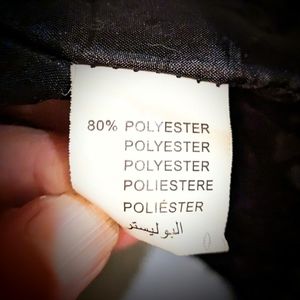 80% POLYESTER
POLYESTER
POLYESTER
POLIESTERE
POLIÉSTER
البوليستر